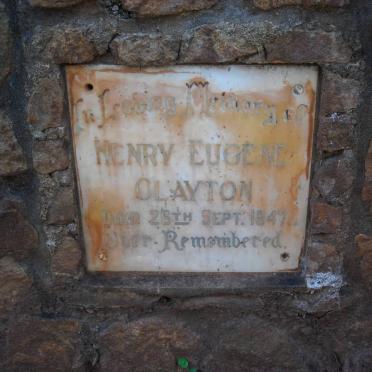 In Loving Memory of
HENRY EUGENE
CLAYTON
DIED 25TH SEPT. 1947.
Ever Remembered.